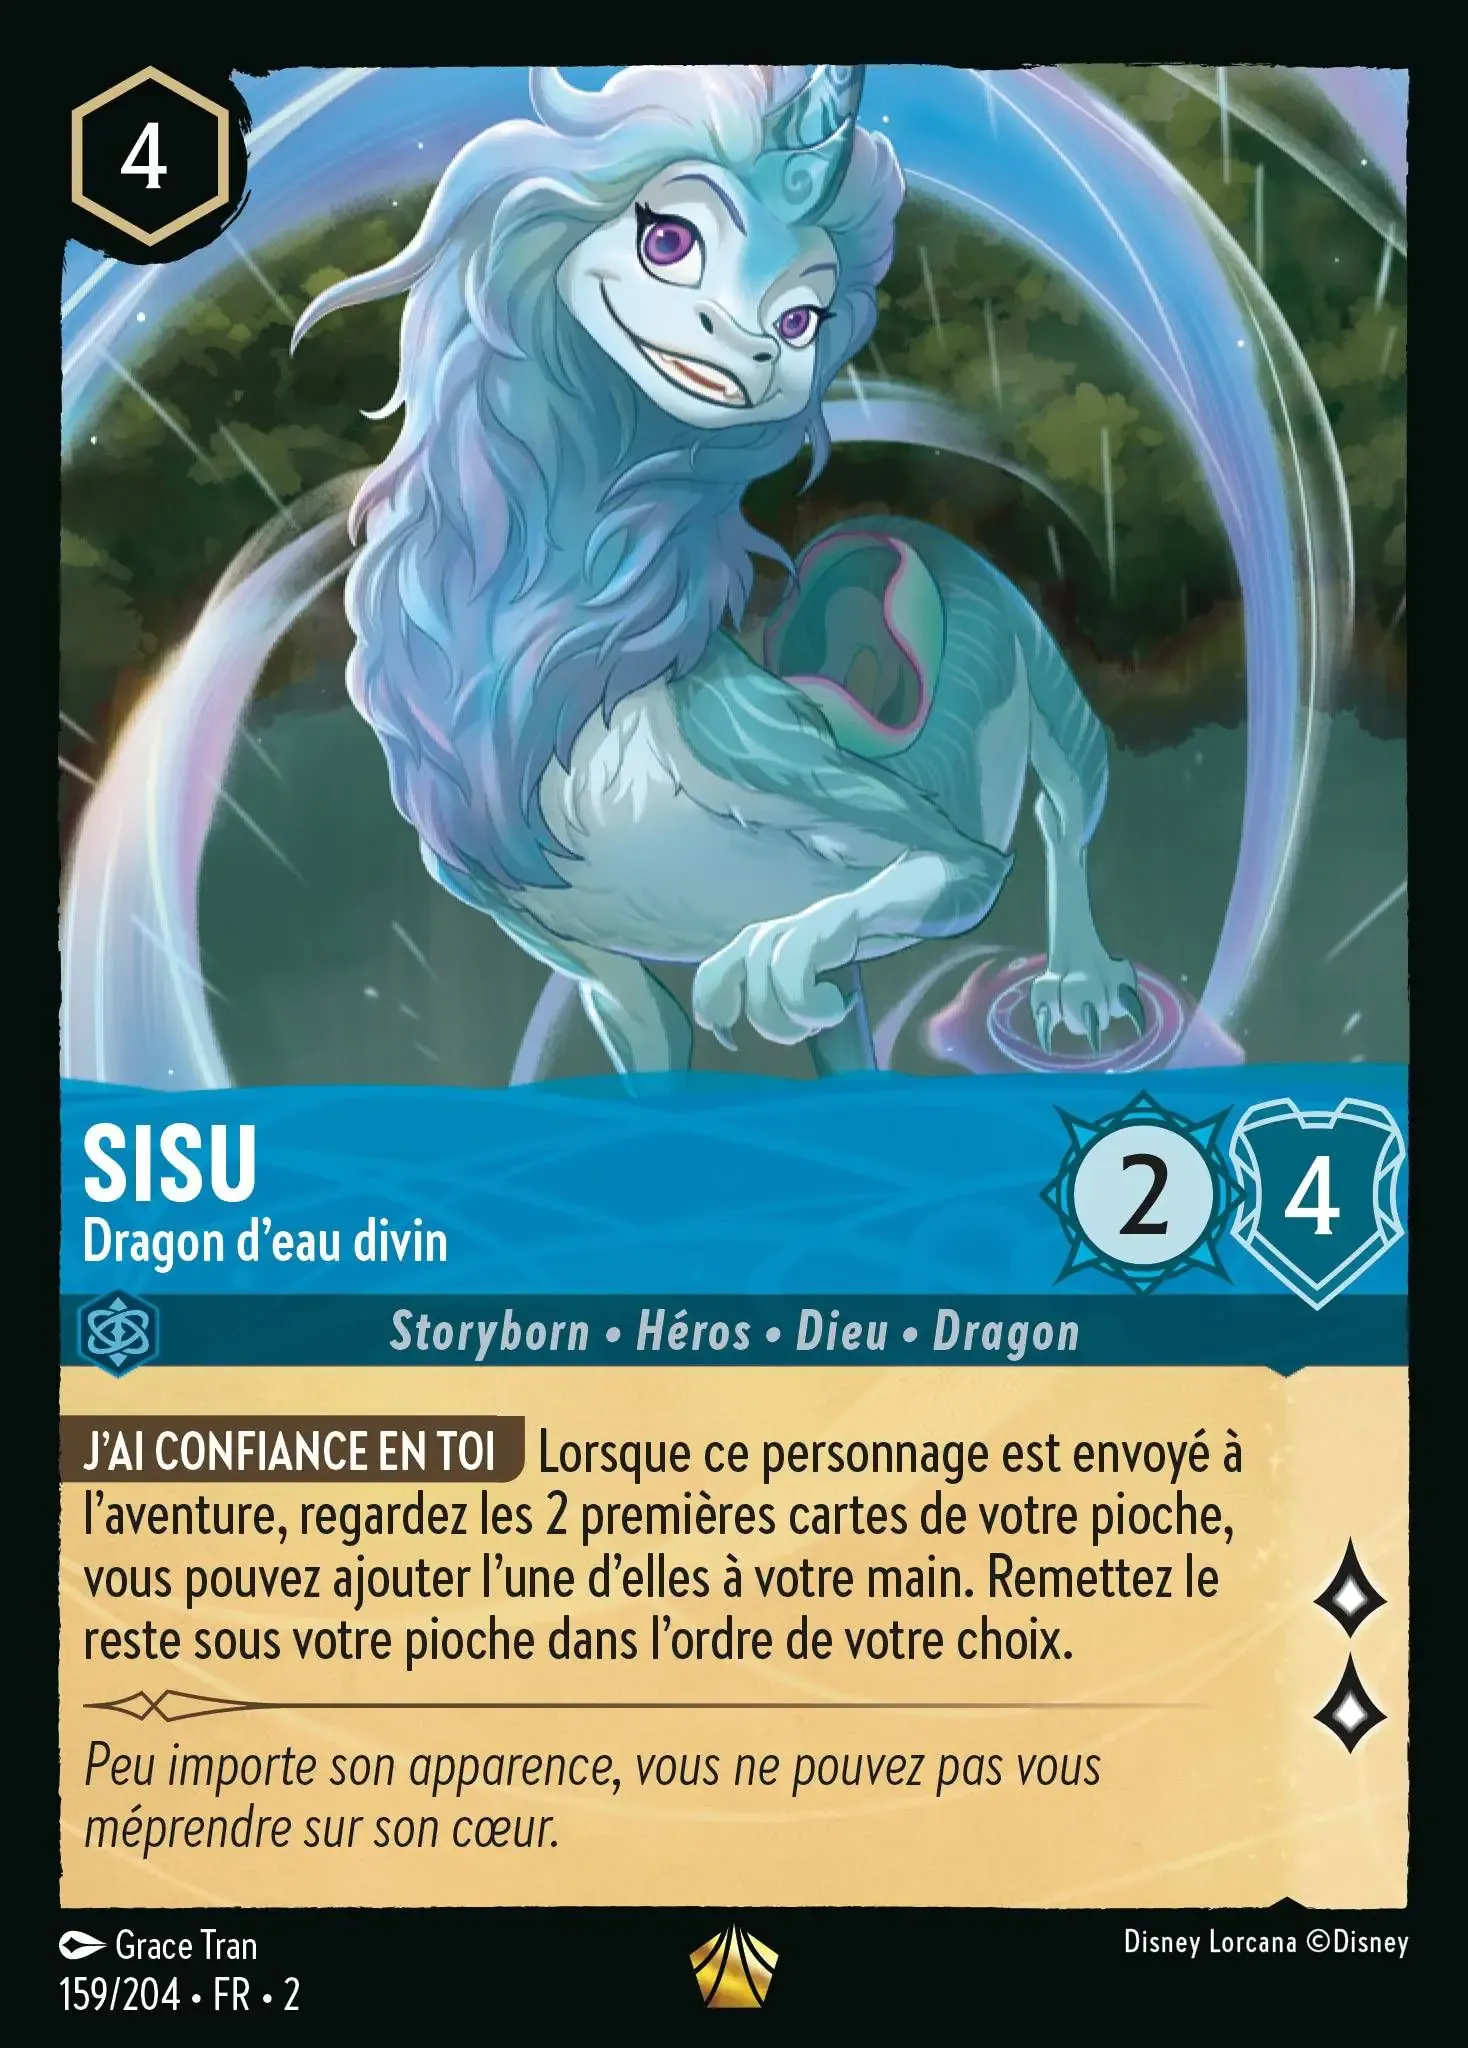 4
SISU
Dragon d'eau divin
2
4
Storyborn • Héros • Dieu • Dragon
J'AI CONFIANCE EN TOI Lorsque ce personnage est envoyé à
l'aventure, regardez les 2 premières cartes de votre pioche,
vous pouvez ajouter l'une d'elles à votre main. Remettez le
reste sous votre pioche dans l'ordre de votre choix.
Peu importe son apparence, vous ne pouvez pas vous
méprendre sur son cœur.
Grace Tran
Disney Lorcana ©Disney
159/204 • FR • 2